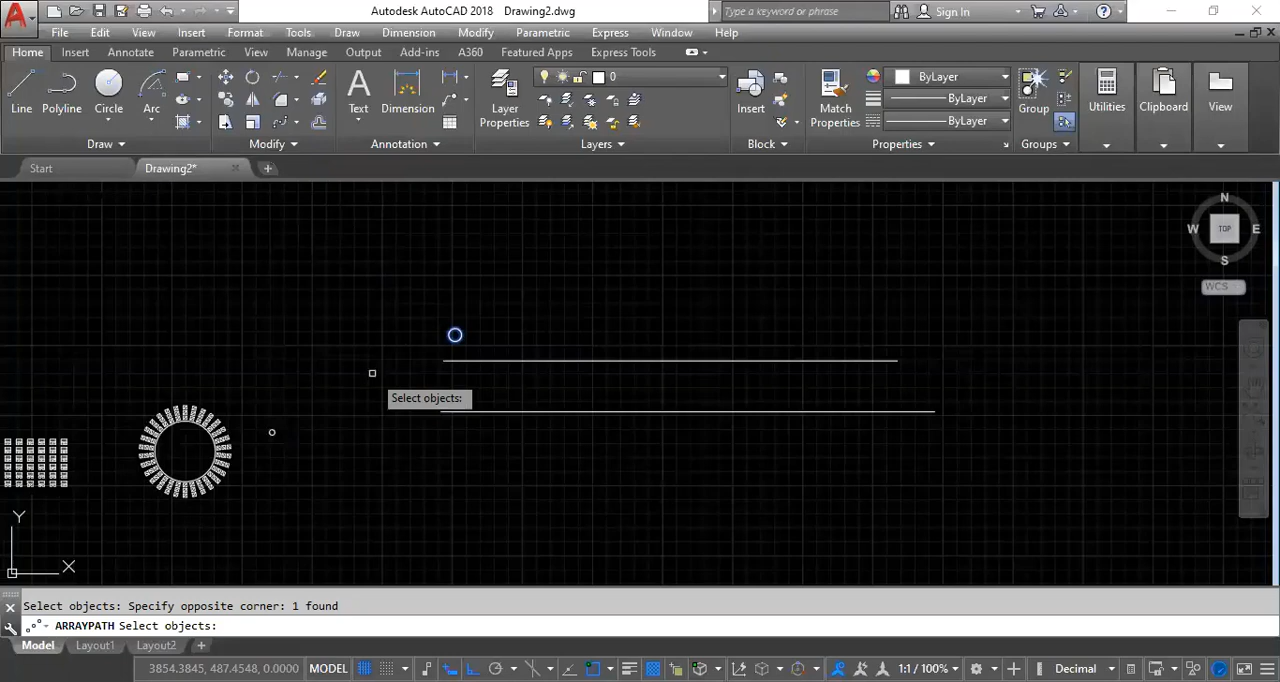 Autodesk AutoCAD 2018 Drawing2.dwg Type a keyword or phrase Sign In
File Edit View Insert Format Tools Draw Dimension Modify Parametric Express Window Help
Home Insert Annotate Parametric View Manage Output Add-ins A360 Featured Apps Express Tools
0 ByLayer
ByLayer
ByLayer
Line Polyline Circle Arc Text Dimension Layer Properties Insert Match Properties Group Utilities Clipboard View
Draw Modify Annotation Layers Block Properties Groups
Start Drawing2*
N
W TOP E
S
WCS
Select objects:
Y
X
Select objects: Specify opposite corner: 1 found
ARRAYPATH Select objects:
Model Layout1 Layout2
3854.3845, 487.4548, 0.0000 MODEL 1:1 / 100% Decimal